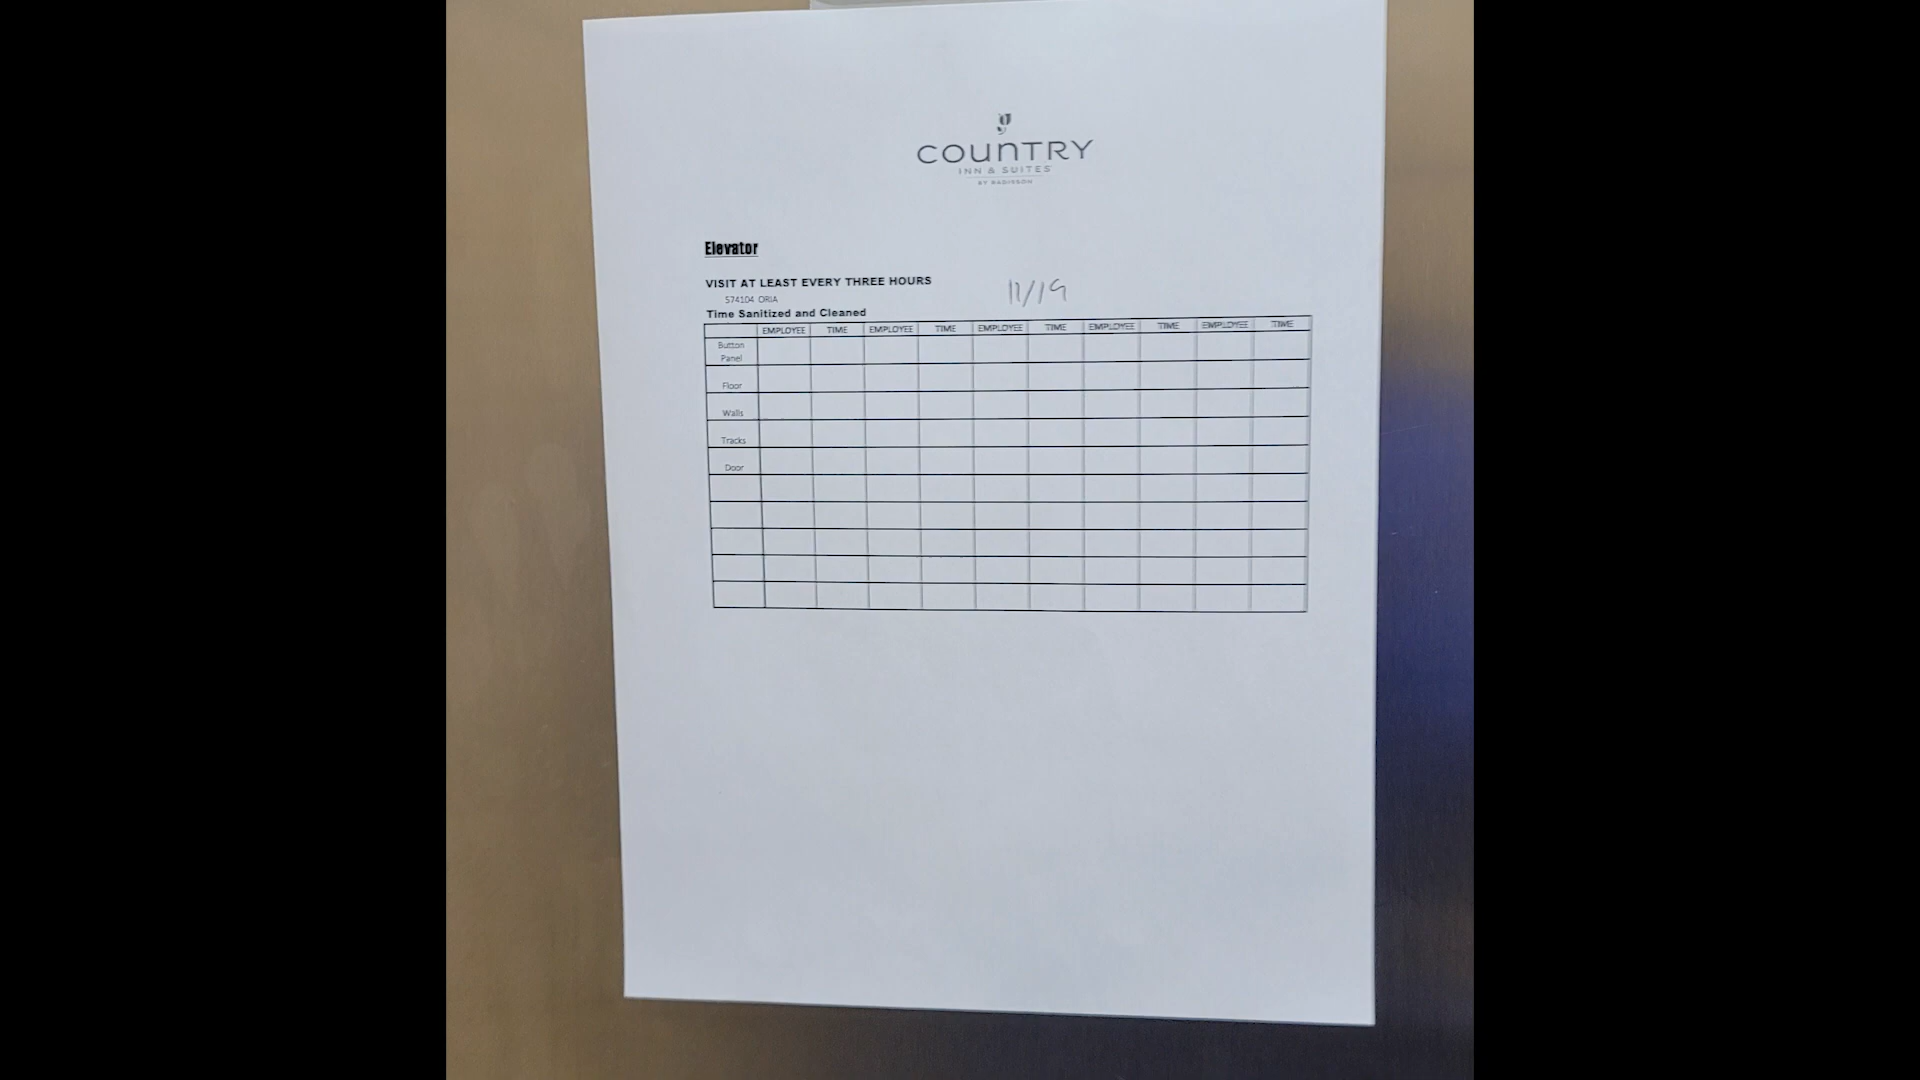 COUNTRY
INN & SUITES
BY RADISSON
Elevator
VISIT AT LEAST EVERY THREE HOURS
11/19
574104 ORIA
Time Sanitized and Cleaned
EMPLOYEE TIME EMPLOYEE TIME EMPLOYEE TIME EMPLOYEE TIME EMPLOYEE TIME
Button
Panel
Floor
Walls
Tracks
Door